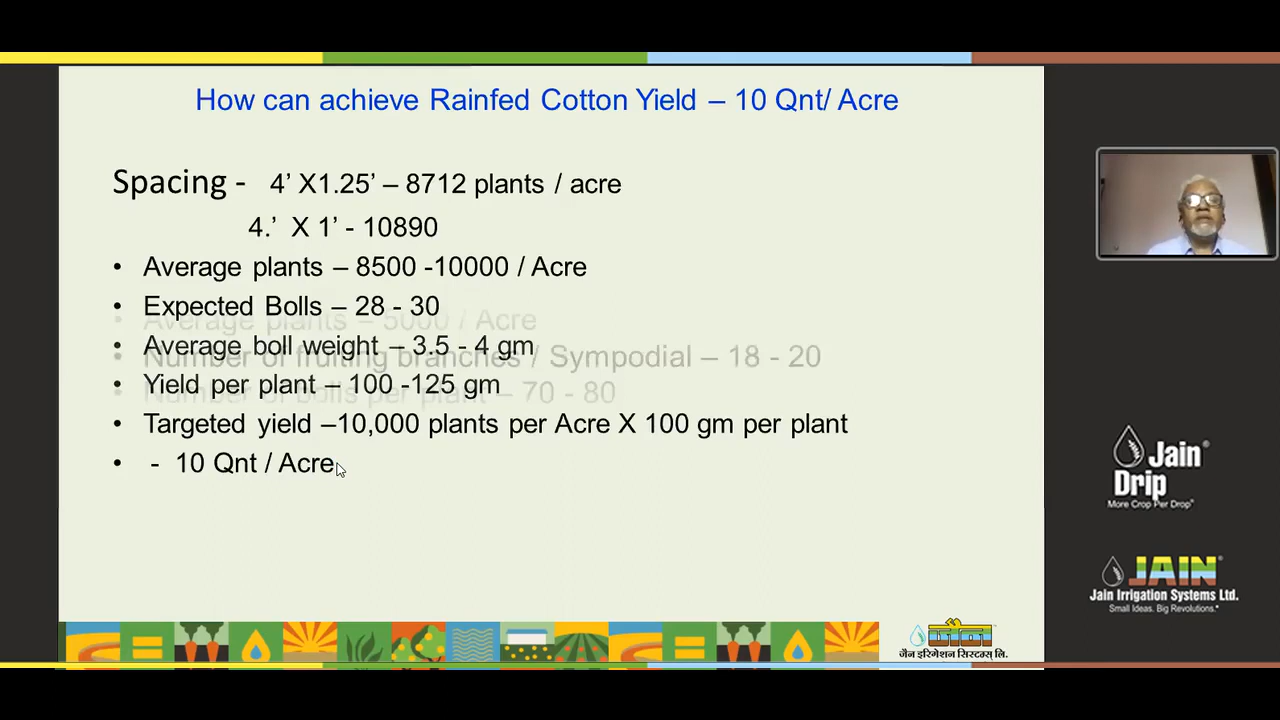 How can achieve Rainfed Cotton Yield – 10 Qnt/ Acre
Spacing - 4’ X1.25’ – 8712 plants / acre
4.’ X 1’ - 10890
• Average plants – 8500 -10000 / Acre
• Expected Bolls – 28 - 30
• Average plants – 5000 / Acre
• Average boll weight – 3.5 - 4 gm
• Number of fruiting branches / Sympodial – 18 - 20
• Yield per plant – 100 -125 gm
• Number of bolls per plant – 70 - 80
• Targeted yield –10,000 plants per Acre X 100 gm per plant
• - 10 Qnt / Acre
Jain®
Drip
More Crop Per Drop®
JAIN®
Jain Irrigation Systems Ltd.
Small Ideas. Big Revolutions.®
जैन
जैन इरिगेशन सिस्टम्स लि.